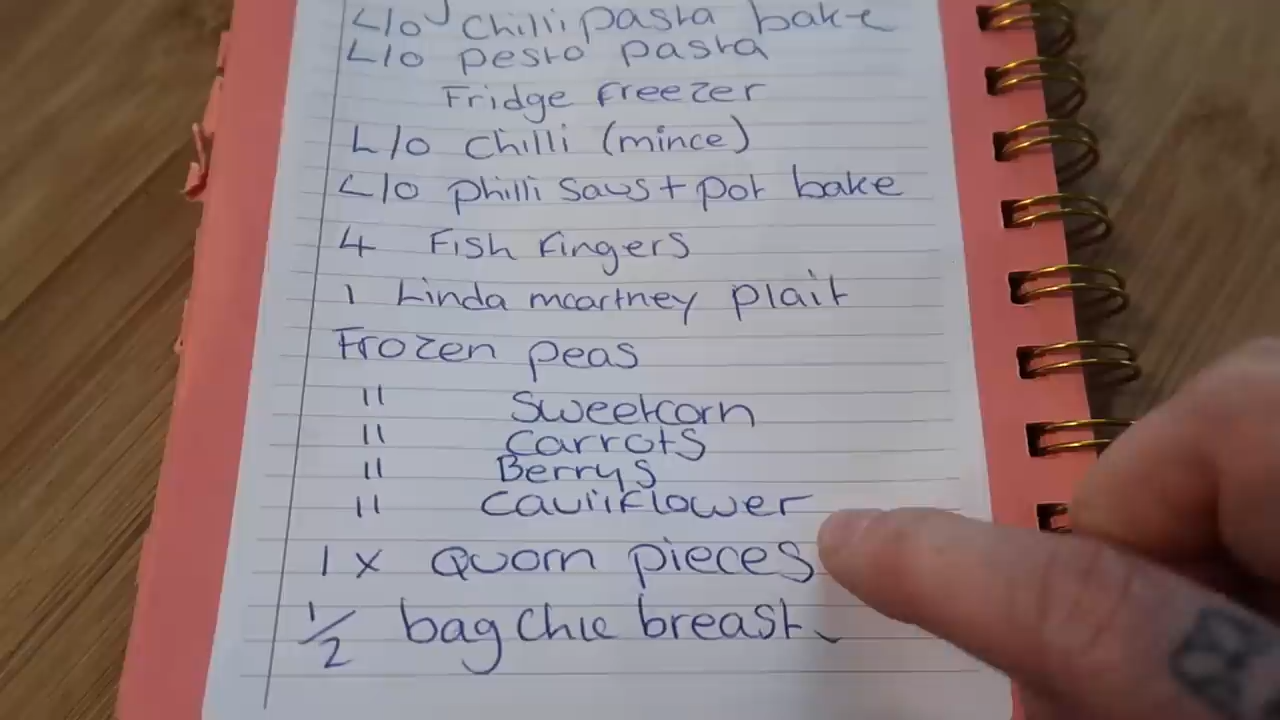 L/O Chilli pasta bake
L/O pesto pasta
Fridge Freezer
L/O Chilli (mince)
L/O philli saus + pot bake
4 Fish Fingers
1 Linda mcartney plait
Frozen peas
" Sweetcorn
" Carrots
" Berrys
" Cauliflower
1 x Quorn pieces
1/2 bag chic breast